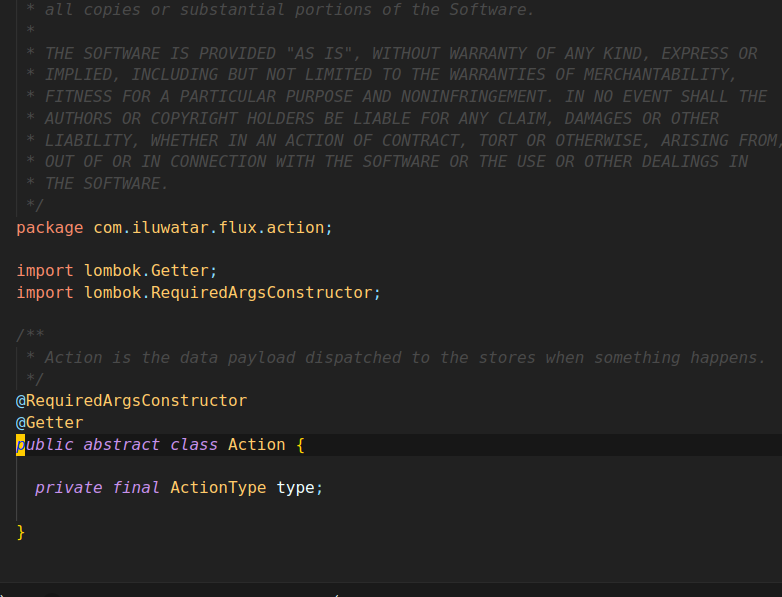 * all copies or substantial portions of the Software.
*
* THE SOFTWARE IS PROVIDED "AS IS", WITHOUT WARRANTY OF ANY KIND, EXPRESS OR
* IMPLIED, INCLUDING BUT NOT LIMITED TO THE WARRANTIES OF MERCHANTABILITY,
* FITNESS FOR A PARTICULAR PURPOSE AND NONINFRINGEMENT. IN NO EVENT SHALL THE
* AUTHORS OR COPYRIGHT HOLDERS BE LIABLE FOR ANY CLAIM, DAMAGES OR OTHER
* LIABILITY, WHETHER IN AN ACTION OF CONTRACT, TORT OR OTHERWISE, ARISING FROM,
* OUT OF OR IN CONNECTION WITH THE SOFTWARE OR THE USE OR OTHER DEALINGS IN
* THE SOFTWARE.
*/
package com.iluwatar.flux.action;
import lombok.Getter;
import lombok.RequiredArgsConstructor;
/**
* Action is the data payload dispatched to the stores when something happens.
*/
@RequiredArgsConstructor
@Getter
public abstract class Action {
private final ActionType type;
}